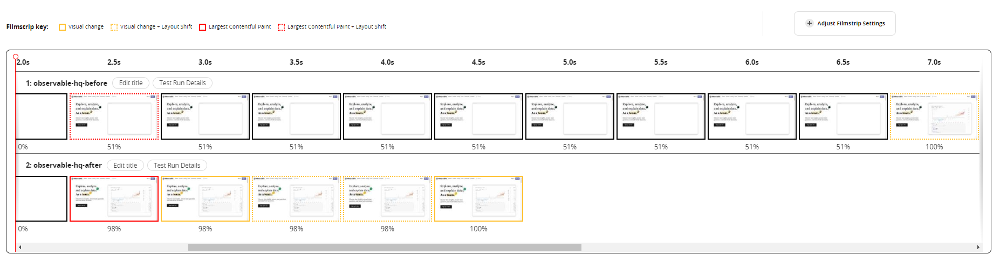 Filmstrip key: Visual change Visual change + Layout Shift Largest Contentful Paint Largest Contentful Paint + Layout Shift
Adjust Filmstrip Settings
2.0s 2.5s 3.0s 3.5s 4.0s 4.5s 5.0s 5.5s 6.0s 6.5s 7.0s
1: observable-hq-before Edit title Test Run Details
Explore, analyze, Explore, analyze, Explore, analyze, Explore, analyze, Explore, analyze, Explore, analyze, Explore, analyze, Explore, analyze, Explore, analyze, Explore, analyze,
and explain data. and explain data. and explain data. and explain data. and explain data. and explain data. and explain data. and explain data. and explain data. and explain data.
As a team. As a team. As a team. As a team. As a team. As a team. As a team. As a team. As a team. As a team.
0% 51% 51% 51% 51% 51% 51% 51% 51% 51% 100%
2: observable-hq-after Edit title Test Run Details
Explore, analyze, Explore, analyze, Explore, analyze, Explore, analyze, Explore, analyze,
and explain data. and explain data. and explain data. and explain data. and explain data.
As a team. As a team. As a team. As a team. As a team.
0% 98% 98% 98% 98% 100%